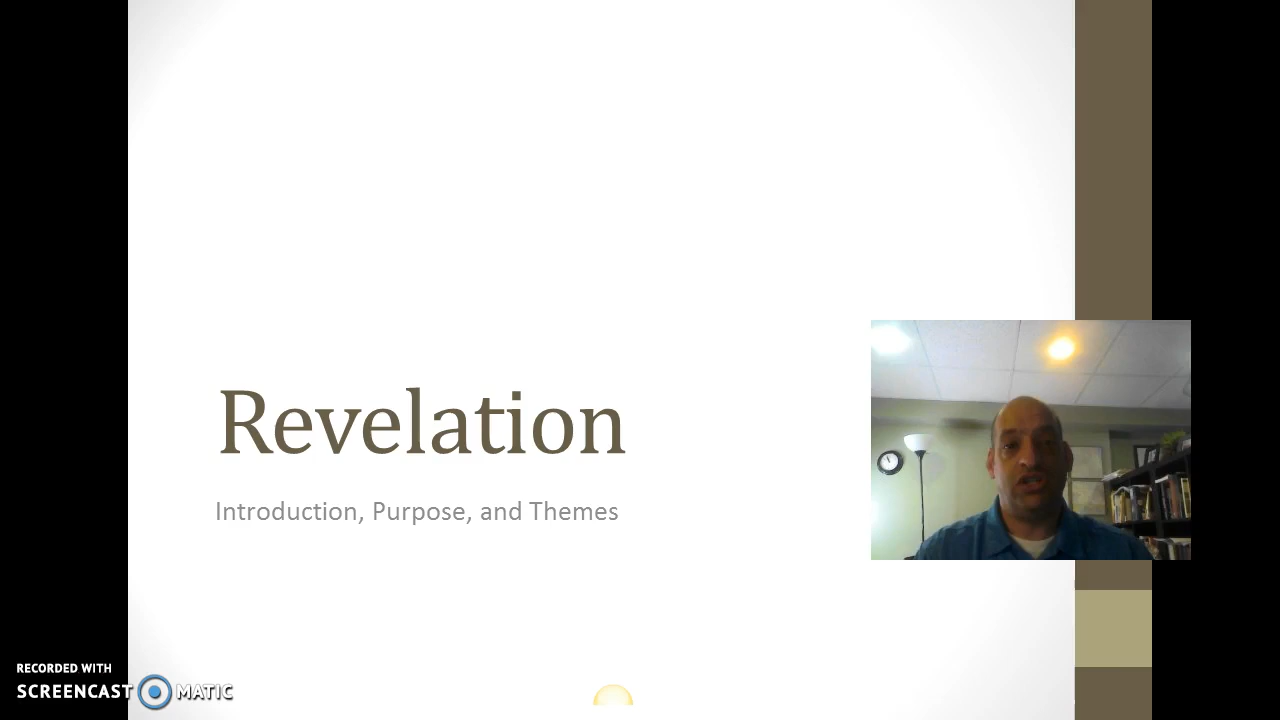 Revelation
Introduction, Purpose, and Themes
RECORDED WITH
SCREENCAST MATIC